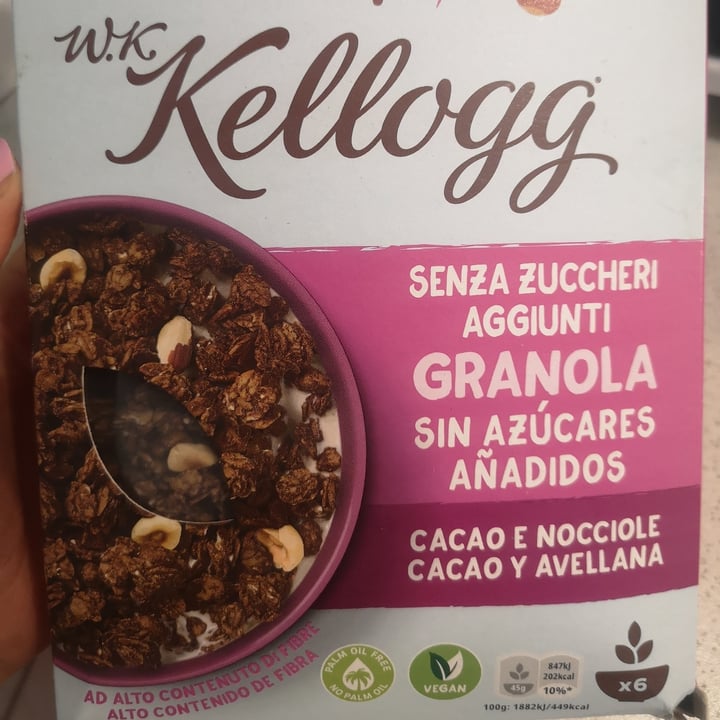 W.K.
Kellogg
SENZA ZUCCHERI
AGGIUNTI
GRANOLA
SIN AZÚCARES
AÑADIDOS
CACAO E NOCCIOLE
CACAO Y AVELLANA
AD ALTO CONTENUTO DI FIBRE
ALTO CONTENIDO DE FIBRA
PALM OIL FREE
NO PALM OIL
VEGAN
45g
847kJ
202kcal
10%*
100g: 1882kJ/449kcal
x6